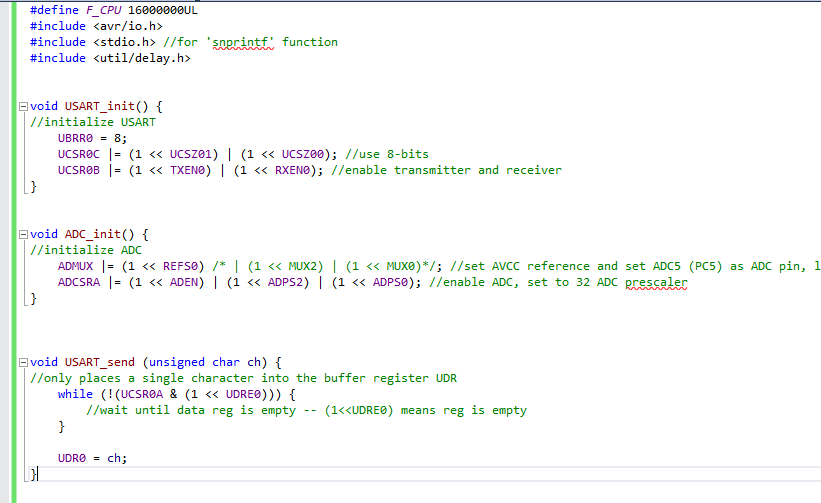 #define F_CPU 16000000UL
#include <avr/io.h>
#include <stdio.h> //for 'snprintf' function
#include <util/delay.h>
void USART_init() {
//initialize USART
UBRR0 = 8;
UCSR0C |= (1 << UCSZ01) | (1 << UCSZ00); //use 8-bits
UCSR0B |= (1 << TXEN0) | (1 << RXEN0); //enable transmitter and receiver
}
void ADC_init() {
//initialize ADC
ADMUX |= (1 << REFS0) /* | (1 << MUX2) | (1 << MUX0)*/; //set AVCC reference and set ADC5 (PC5) as ADC pin, l
ADCSRA |= (1 << ADEN) | (1 << ADPS2) | (1 << ADPS0); //enable ADC, set to 32 ADC prescaler
}
void USART_send (unsigned char ch) {
//only places a single character into the buffer register UDR
while (!(UCSR0A & (1 << UDRE0))) {
//wait until data reg is empty -- (1<<UDRE0) means reg is empty
}
UDR0 = ch;
}